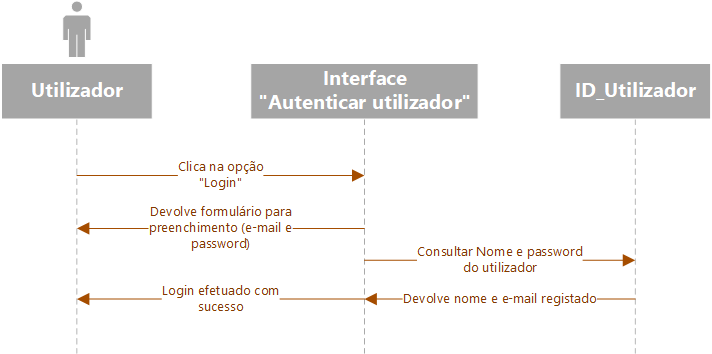 Utilizador
Interface
"Autenticar utilizador"
ID_Utilizador
Clica na opção
"Login"
Devolve formulário para
preenchimento (e-mail e
password)
Consultar Nome e password
do utilizador
Login efetuado com
sucesso
Devolve nome e e-mail registado